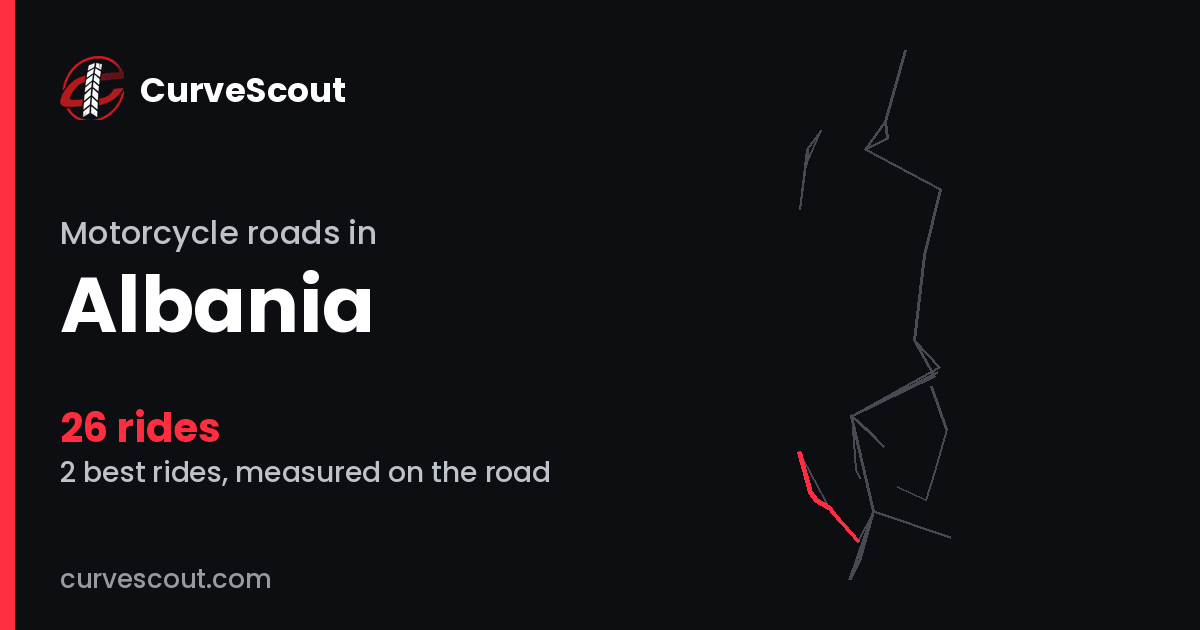 CurveScout
Motorcycle roads in
Albania
26 rides
2 best rides, measured on the road
curvescout.com